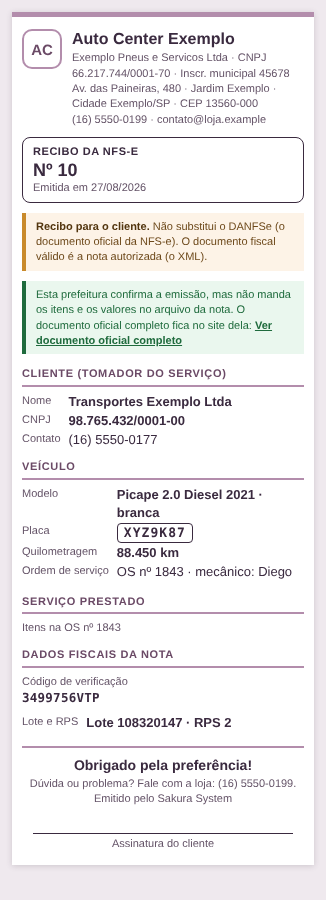 AC
Auto Center Exemplo
Exemplo Pneus e Serviços Ltda · CNPJ
66.217.744/0001-70 · Inscr. municipal 45678
Av. das Paineiras, 480 · Jardim Exemplo ·
Cidade Exemplo/SP · CEP 13560-000
(16) 5550-0199 · contato@loja.example
RECIBO DA NFS-E
Nº 10
Emitida em 27/08/2026
Recibo para o cliente. Não substitui o DANFSe (o
documento oficial da NFS-e). O documento fiscal
válido é a nota autorizada (o XML).
Esta prefeitura confirma a emissão, mas não manda
os itens e os valores no arquivo da nota. O
documento oficial completo fica no site dela: Ver
documento oficial completo
CLIENTE (TOMADOR DO SERVIÇO)
Nome Transportes Exemplo Ltda
CNPJ 98.765.432/0001-00
Contato (16) 5550-0177
VEÍCULO
Modelo Picape 2.0 Diesel 2021 ·
branca
Placa XYZ9K87
Quilometragem 88.450 km
Ordem de serviço OS nº 1843 · mecânico: Diego
SERVIÇO PRESTADO
Itens na OS nº 1843
DADOS FISCAIS DA NOTA
Código de verificação
3499756VTP
Lote e RPS Lote 108320147 · RPS 2
Obrigado pela preferência!
Dúvida ou problema? Fale com a loja: (16) 5550-0199.
Emitido pelo Sakura System
Assinatura do cliente